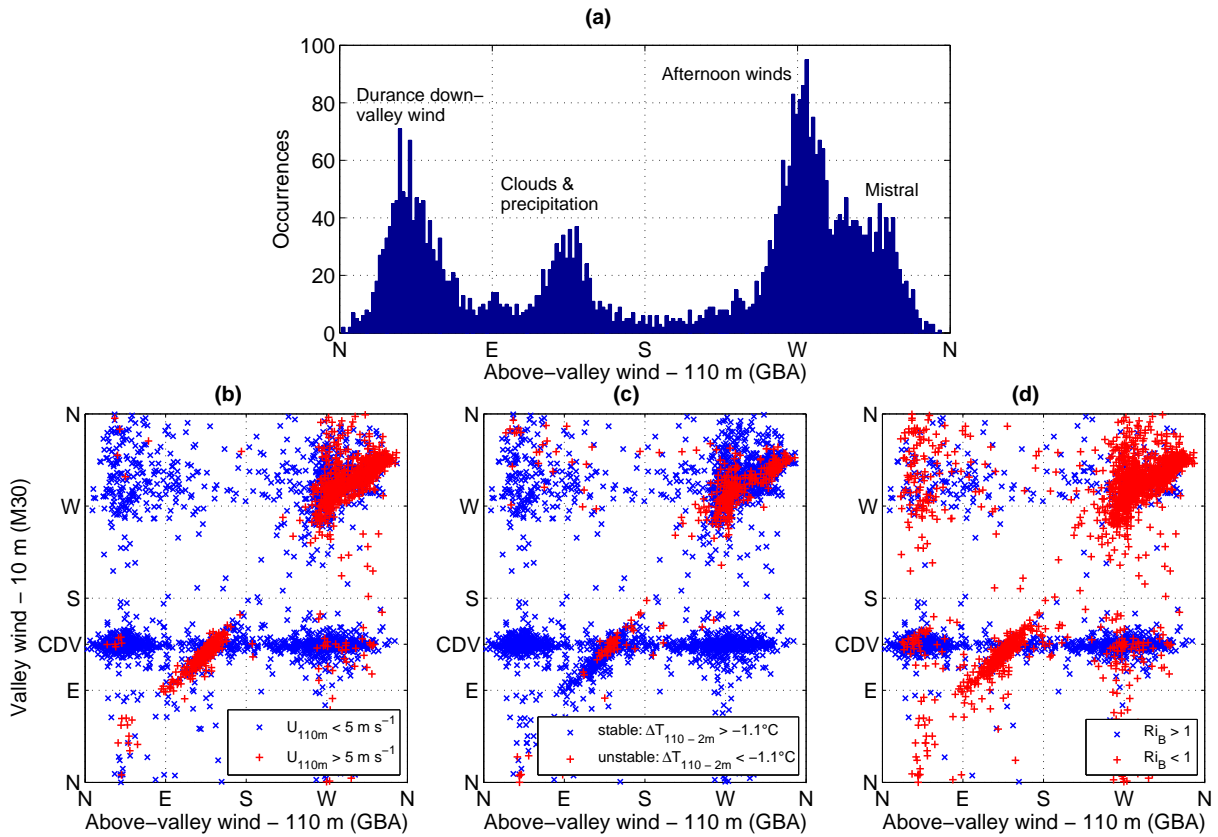 (a)
100
80
60
40
20
0
Occurrences
Durance down−
valley wind
Clouds &
precipitation
Afternoon winds
Mistral
N E S W N
Above−valley wind − 110 m (GBA)
(b)
Valley wind − 10 m (M30)
N
W
S
CDV
E
N
U110m < 5 m s−1
U110m > 5 m s−1
N E S W N
Above−valley wind − 110 m (GBA)
(c)
stable: ΔT110 − 2m > −1.1°C
unstable: ΔT110 − 2m < −1.1°C
N E S W N
Above−valley wind − 110 m (GBA)
(d)
RiB > 1
RiB < 1
N E S W N
Above−valley wind − 110 m (GBA)